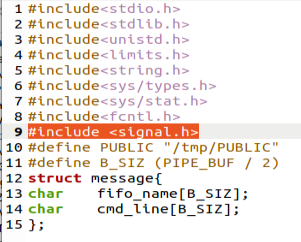 1 #include<stdio.h>
2 #include<stdlib.h>
3 #include<unistd.h>
4 #include<limits.h>
5 #include<string.h>
6 #include<sys/types.h>
7 #include<sys/stat.h>
8 #include<fcntl.h>
9 #include <signal.h>
10 #define PUBLIC "/tmp/PUBLIC"
11 #define B_SIZ (PIPE_BUF / 2)
12 struct message{
13 char    fifo_name[B_SIZ];
14 char    cmd_line[B_SIZ];
15 };